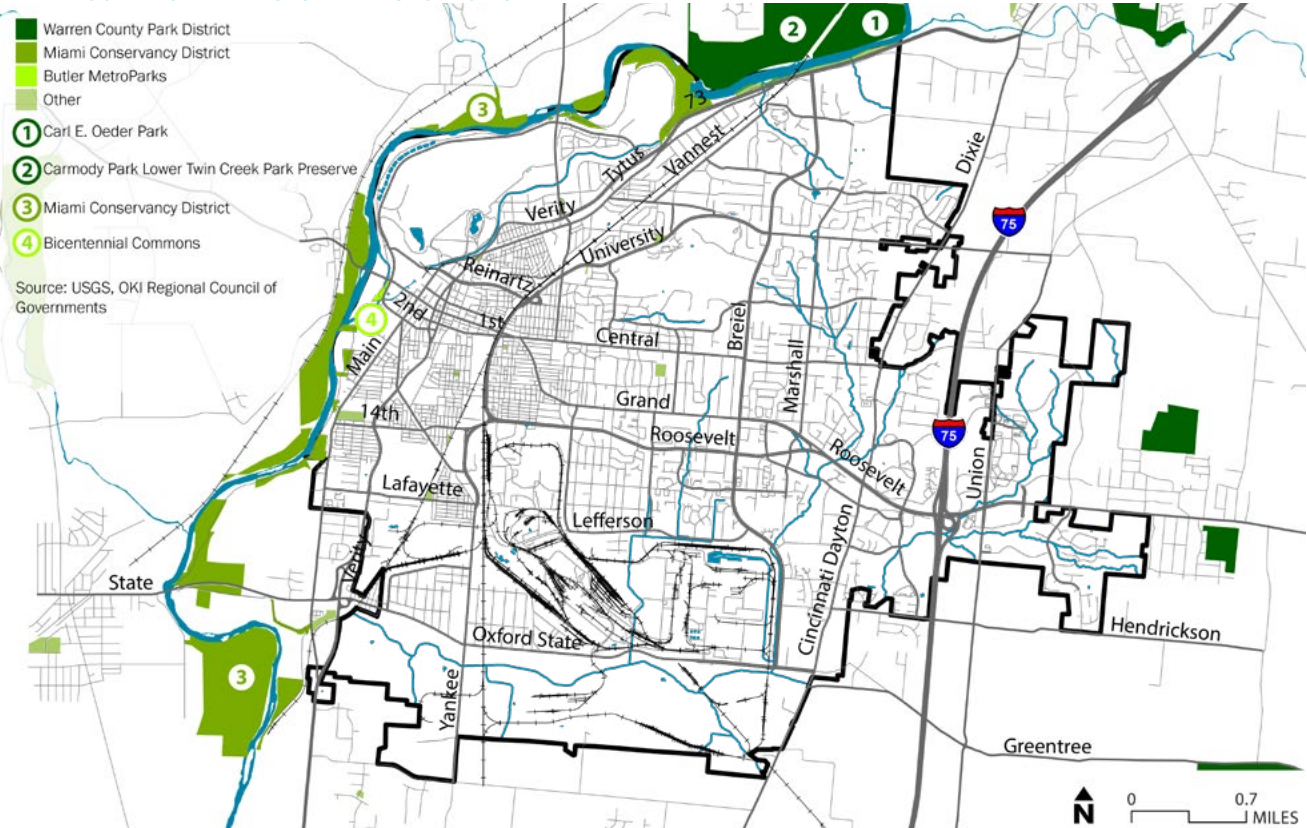 Warren County Park District
Miami Conservancy District
Butler MetroParks
Other
1 Carl E. Oeder Park
2 Carmody Park Lower Twin Creek Park Preserve
3 Miami Conservancy District
4 Bicentennial Commons
Source: USGS, OKI Regional Council of
Governments
2
1
3
73
Dixie
Tytus
Vannest
75
Verity
University
Reinartz
2nd
4
1st
Central
Breiel
Marshall
Main
Grand
14th
Roosevelt
75
Roosevelt
Union
Lafayette
Lefferson
Cincinnati Dayton
Verity
State
Oxford State
Hendrickson
3
Yankee
Greentree
N
0 0.7
MILES